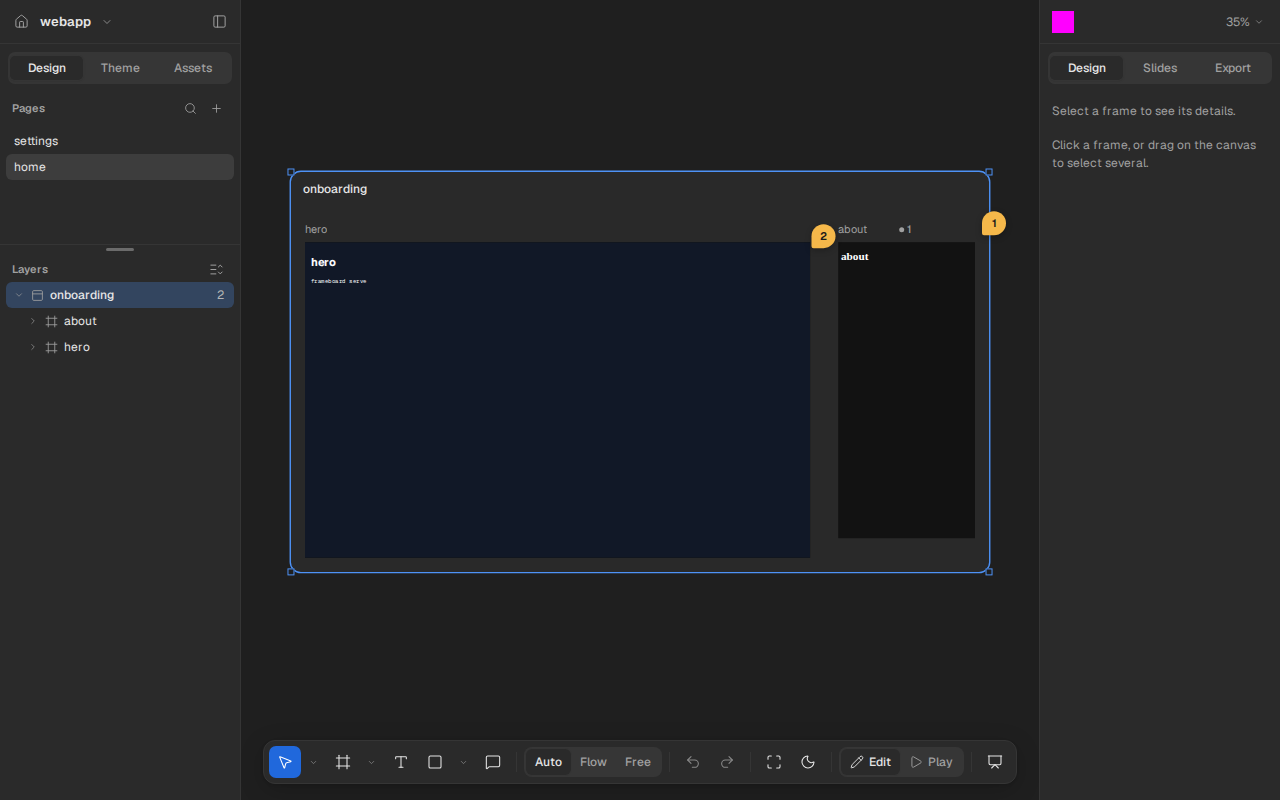 webapp
Design Theme Assets
Pages
settings
home
Layers
onboarding 2
about
hero
onboarding
hero
2
about 1
1
hero
frameboard serve
about
Auto Flow Free
Edit Play
35%
Design Slides Export
Select a frame to see its details.
Click a frame, or drag on the canvas
to select several.